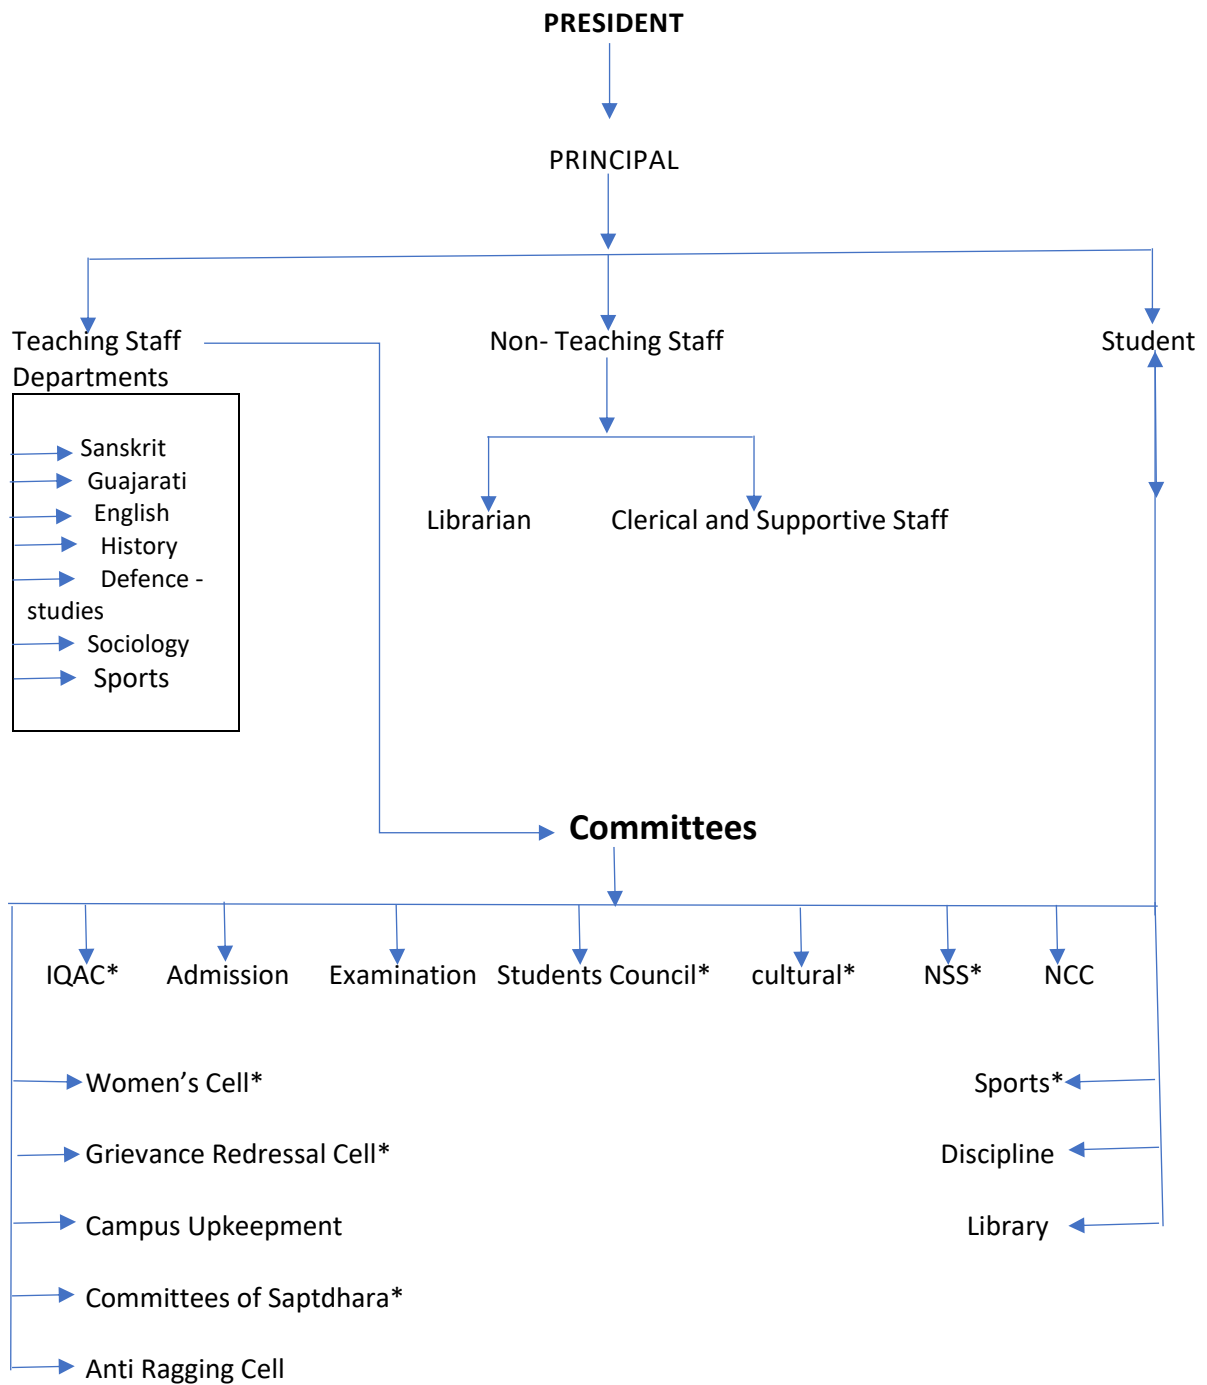 PRESIDENT
PRINCIPAL
Teaching Staff
Departments
Non- Teaching Staff
Student
Sanskrit
Guajarati
English
History
Defence -
studies
Sociology
Sports
Librarian
Clerical and Supportive Staff
Committees
IQAC*
Admission
Examination
Students Council*
cultural*
NSS*
NCC
Women’s Cell*
Sports*
Grievance Redressal Cell*
Discipline
Campus Upkeepment
Library
Committees of Saptdhara*
Anti Ragging Cell